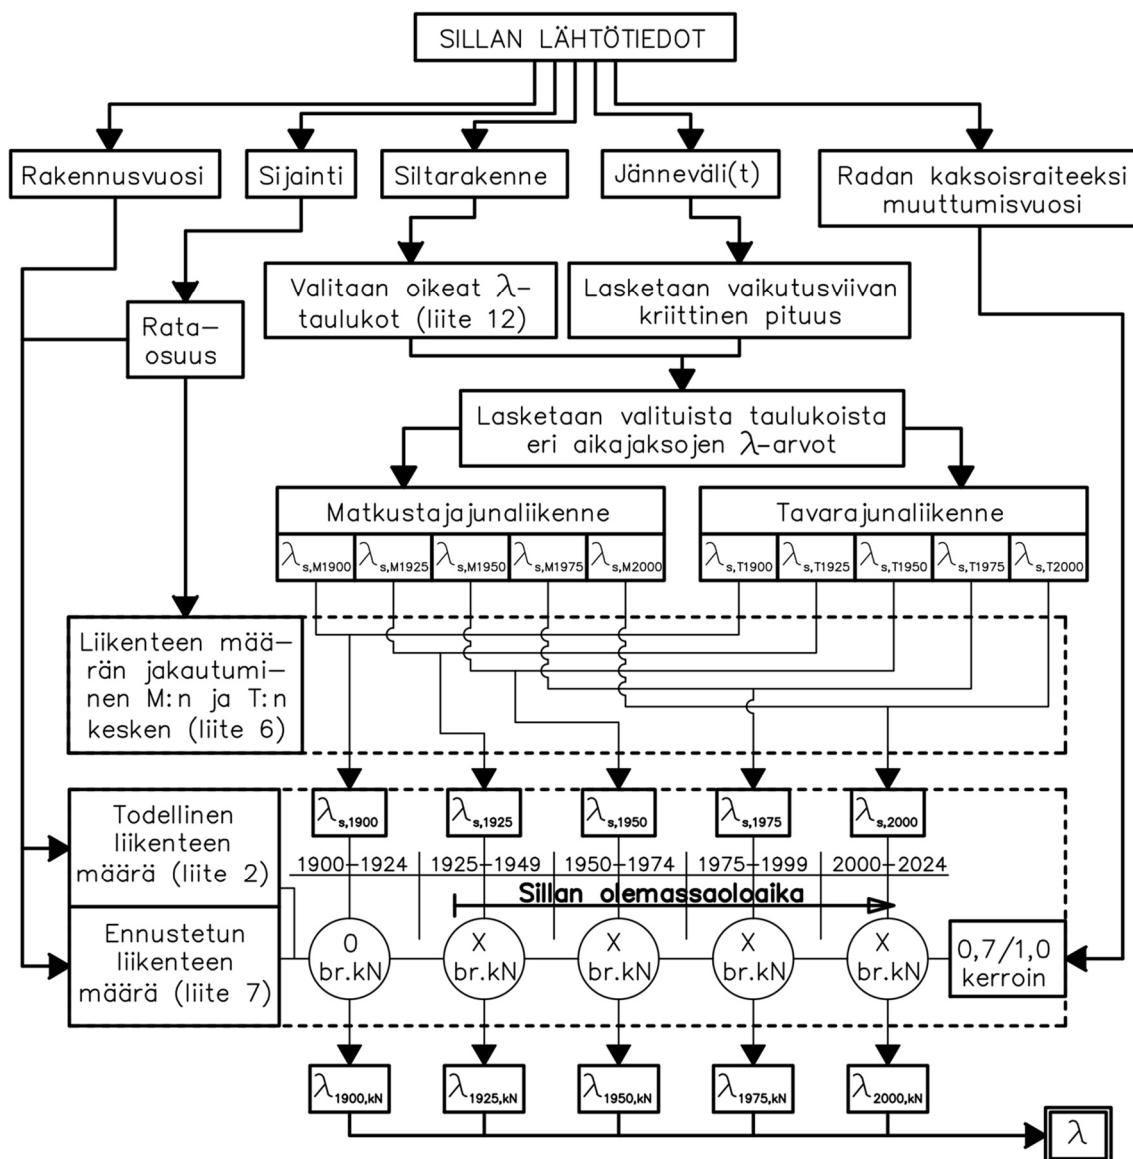 SILLAN LÄHTÖTIEDOT
Rakennusvuosi
Sijainti
Siltarakenne
Jänneväli(t)
Radan kaksoisraiteeksi
muuttumisvuosi
Rata-
osuus
Valitaan oikeat λ-
taulukot (liite 12)
Lasketaan vaikutusviivan
kriittinen pituus
Lasketaan valituista taulukoista
eri aikajaksojen λ-arvot
Matkustajajunaliikenne
λs,M1900 λs,M1925 λs,M1950 λs,M1975 λs,M2000
Tavarajunaliikenne
λs,T1900 λs,T1925 λs,T1950 λs,T1975 λs,T2000
Liikenteen mää-
rän jakautumi-
nen M:n ja T:n
kesken (liite 6)
Todellinen
liikenteen
määrä (liite 2)
Ennustetun
liikenteen
määrä (liite 7)
λs,1900 λs,1925 λs,1950 λs,1975 λs,2000
1900-1924 1925-1949 1950-1974 1975-1999 2000-2024
Sillan olemassaoloaika
0 X X X X
br.kN br.kN br.kN br.kN br.kN
0,7/1,0
kerroin
λ1900,kN λ1925,kN λ1950,kN λ1975,kN λ2000,kN
λ